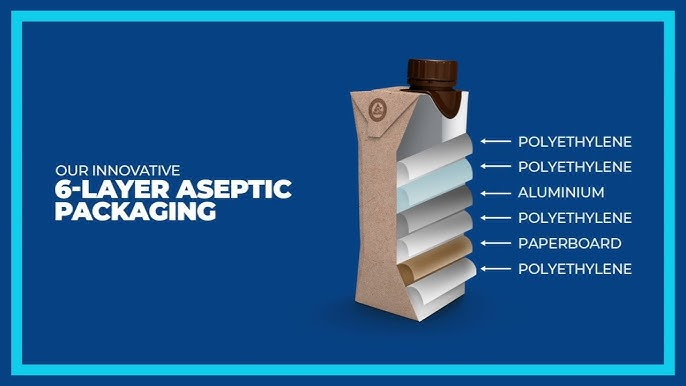 OUR INNOVATIVE
6-LAYER ASEPTIC
PACKAGING
POLYETHYLENE
POLYETHYLENE
ALUMINIUM
POLYETHYLENE
PAPERBOARD
POLYETHYLENE